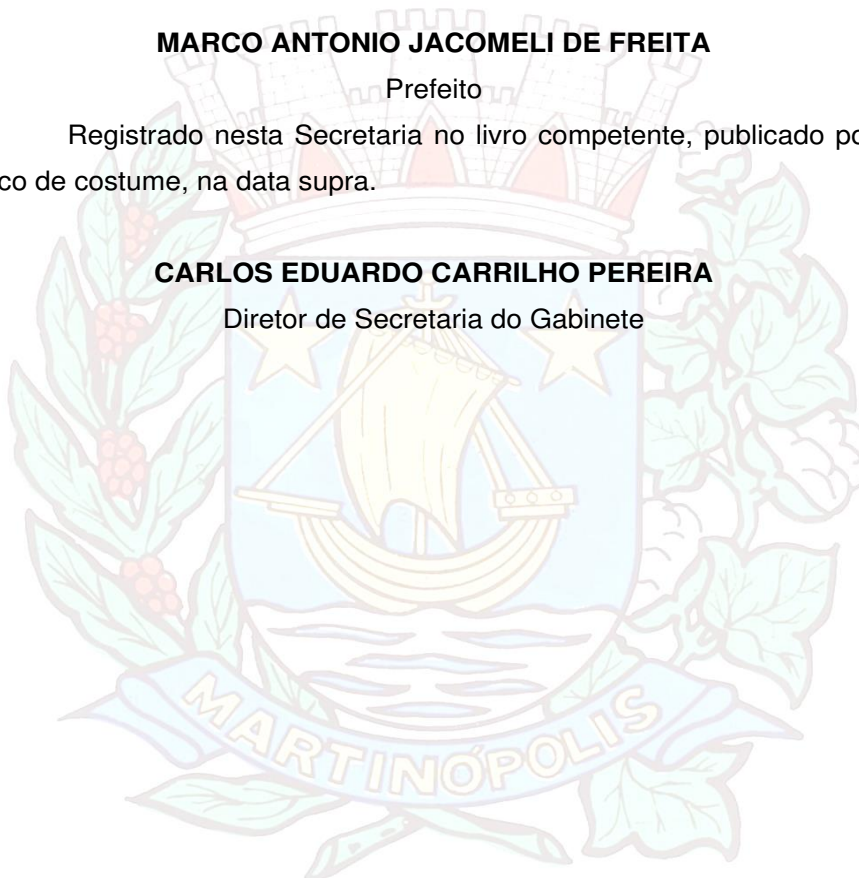 MARCO ANTONIO JACOMELI DE FREITA
Prefeito
Registrado nesta Secretaria no livro competente, publicado po
co de costume, na data supra.
CARLOS EDUARDO CARRILHO PEREIRA
Diretor de Secretaria do Gabinete
MARTINÓPOLIS